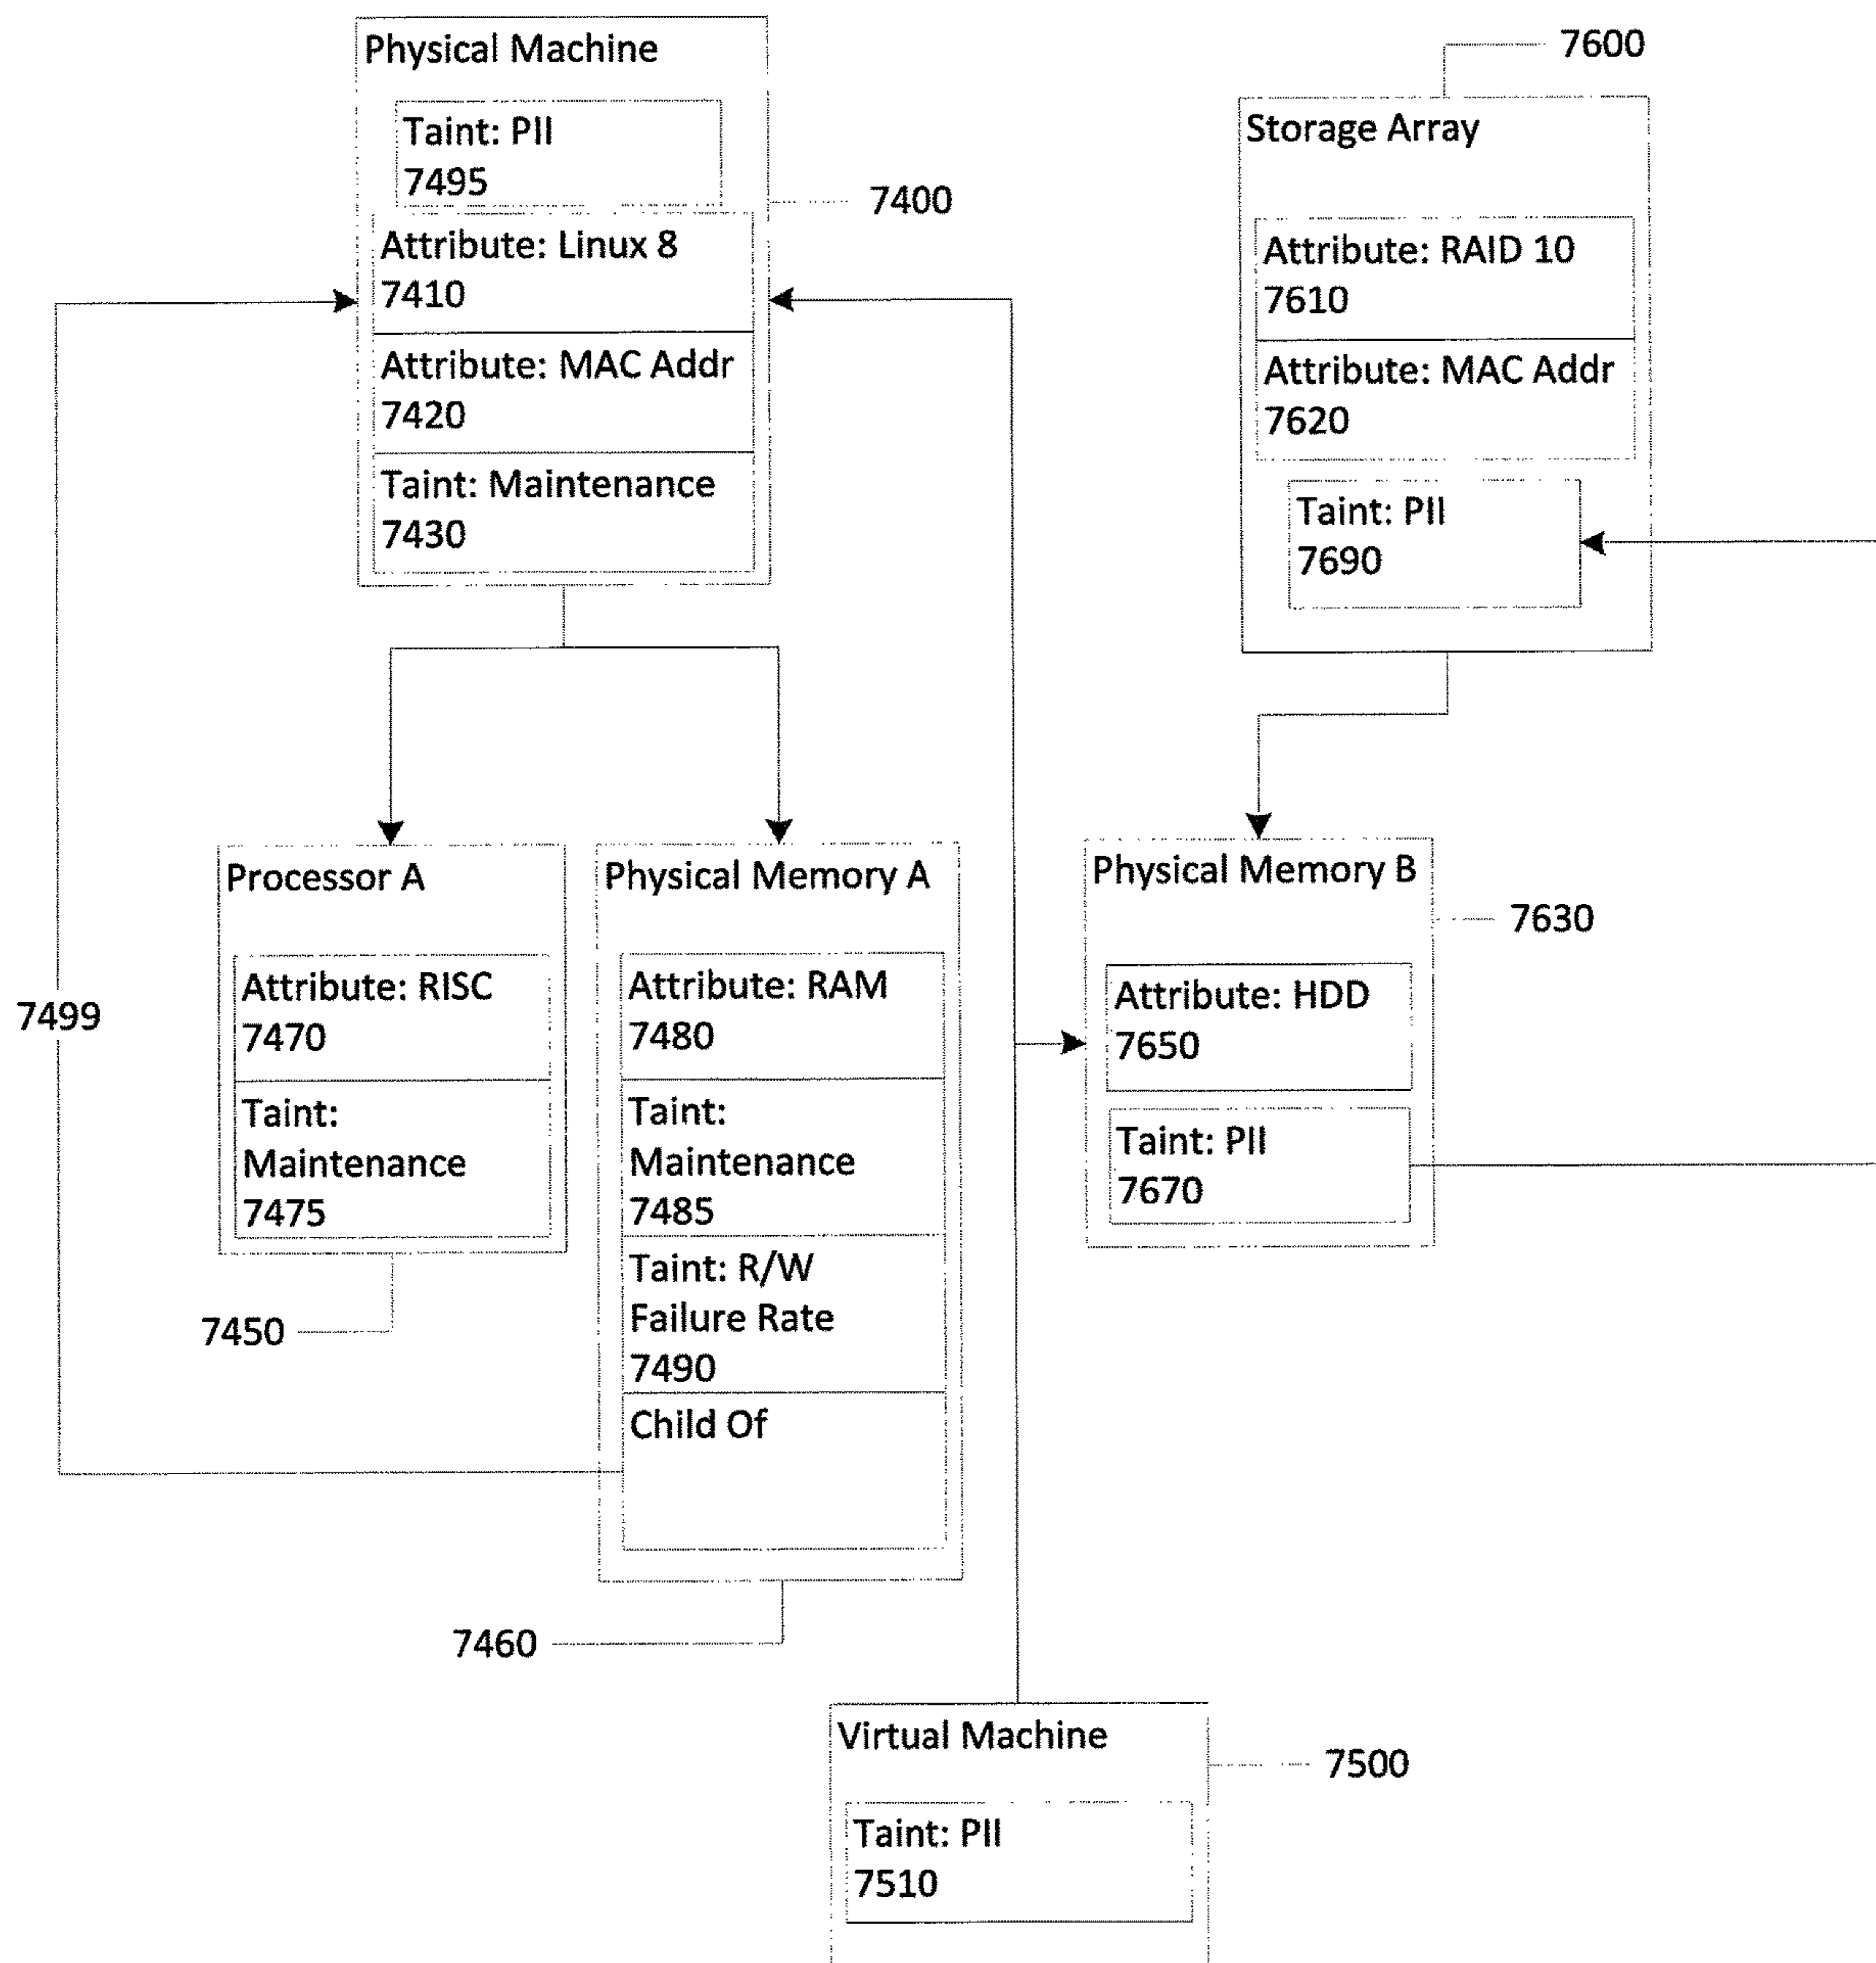 Physical Machine
Taint: PII
7495
7400
Attribute: Linux 8
7410
Attribute: MAC Addr
7420
Taint: Maintenance
7430
7600
Storage Array
Attribute: RAID 10
7610
Attribute: MAC Addr
7620
Taint: PII
7690
7499
Processor A
Attribute: RISC
7470
Taint:
Maintenance
7475
7450
Physical Memory A
Attribute: RAM
7480
Taint:
Maintenance
7485
Taint: R/W
Failure Rate
7490
Child Of
7460
Physical Memory B
7630
Attribute: HDD
7650
Taint: PII
7670
Virtual Machine
7500
Taint: PII
7510